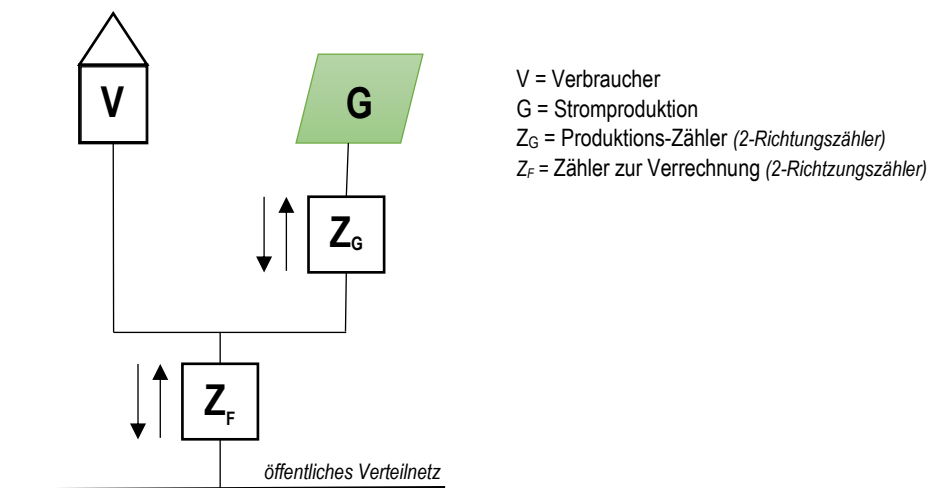 V
G
V = Verbraucher
G = Stromproduktion
ZG = Produktions-Zähler (2-Richtungszähler)
ZF = Zähler zur Verrechnung (2-Richtzungszähler)
ZG
ZF
öffentliches Verteilnetz